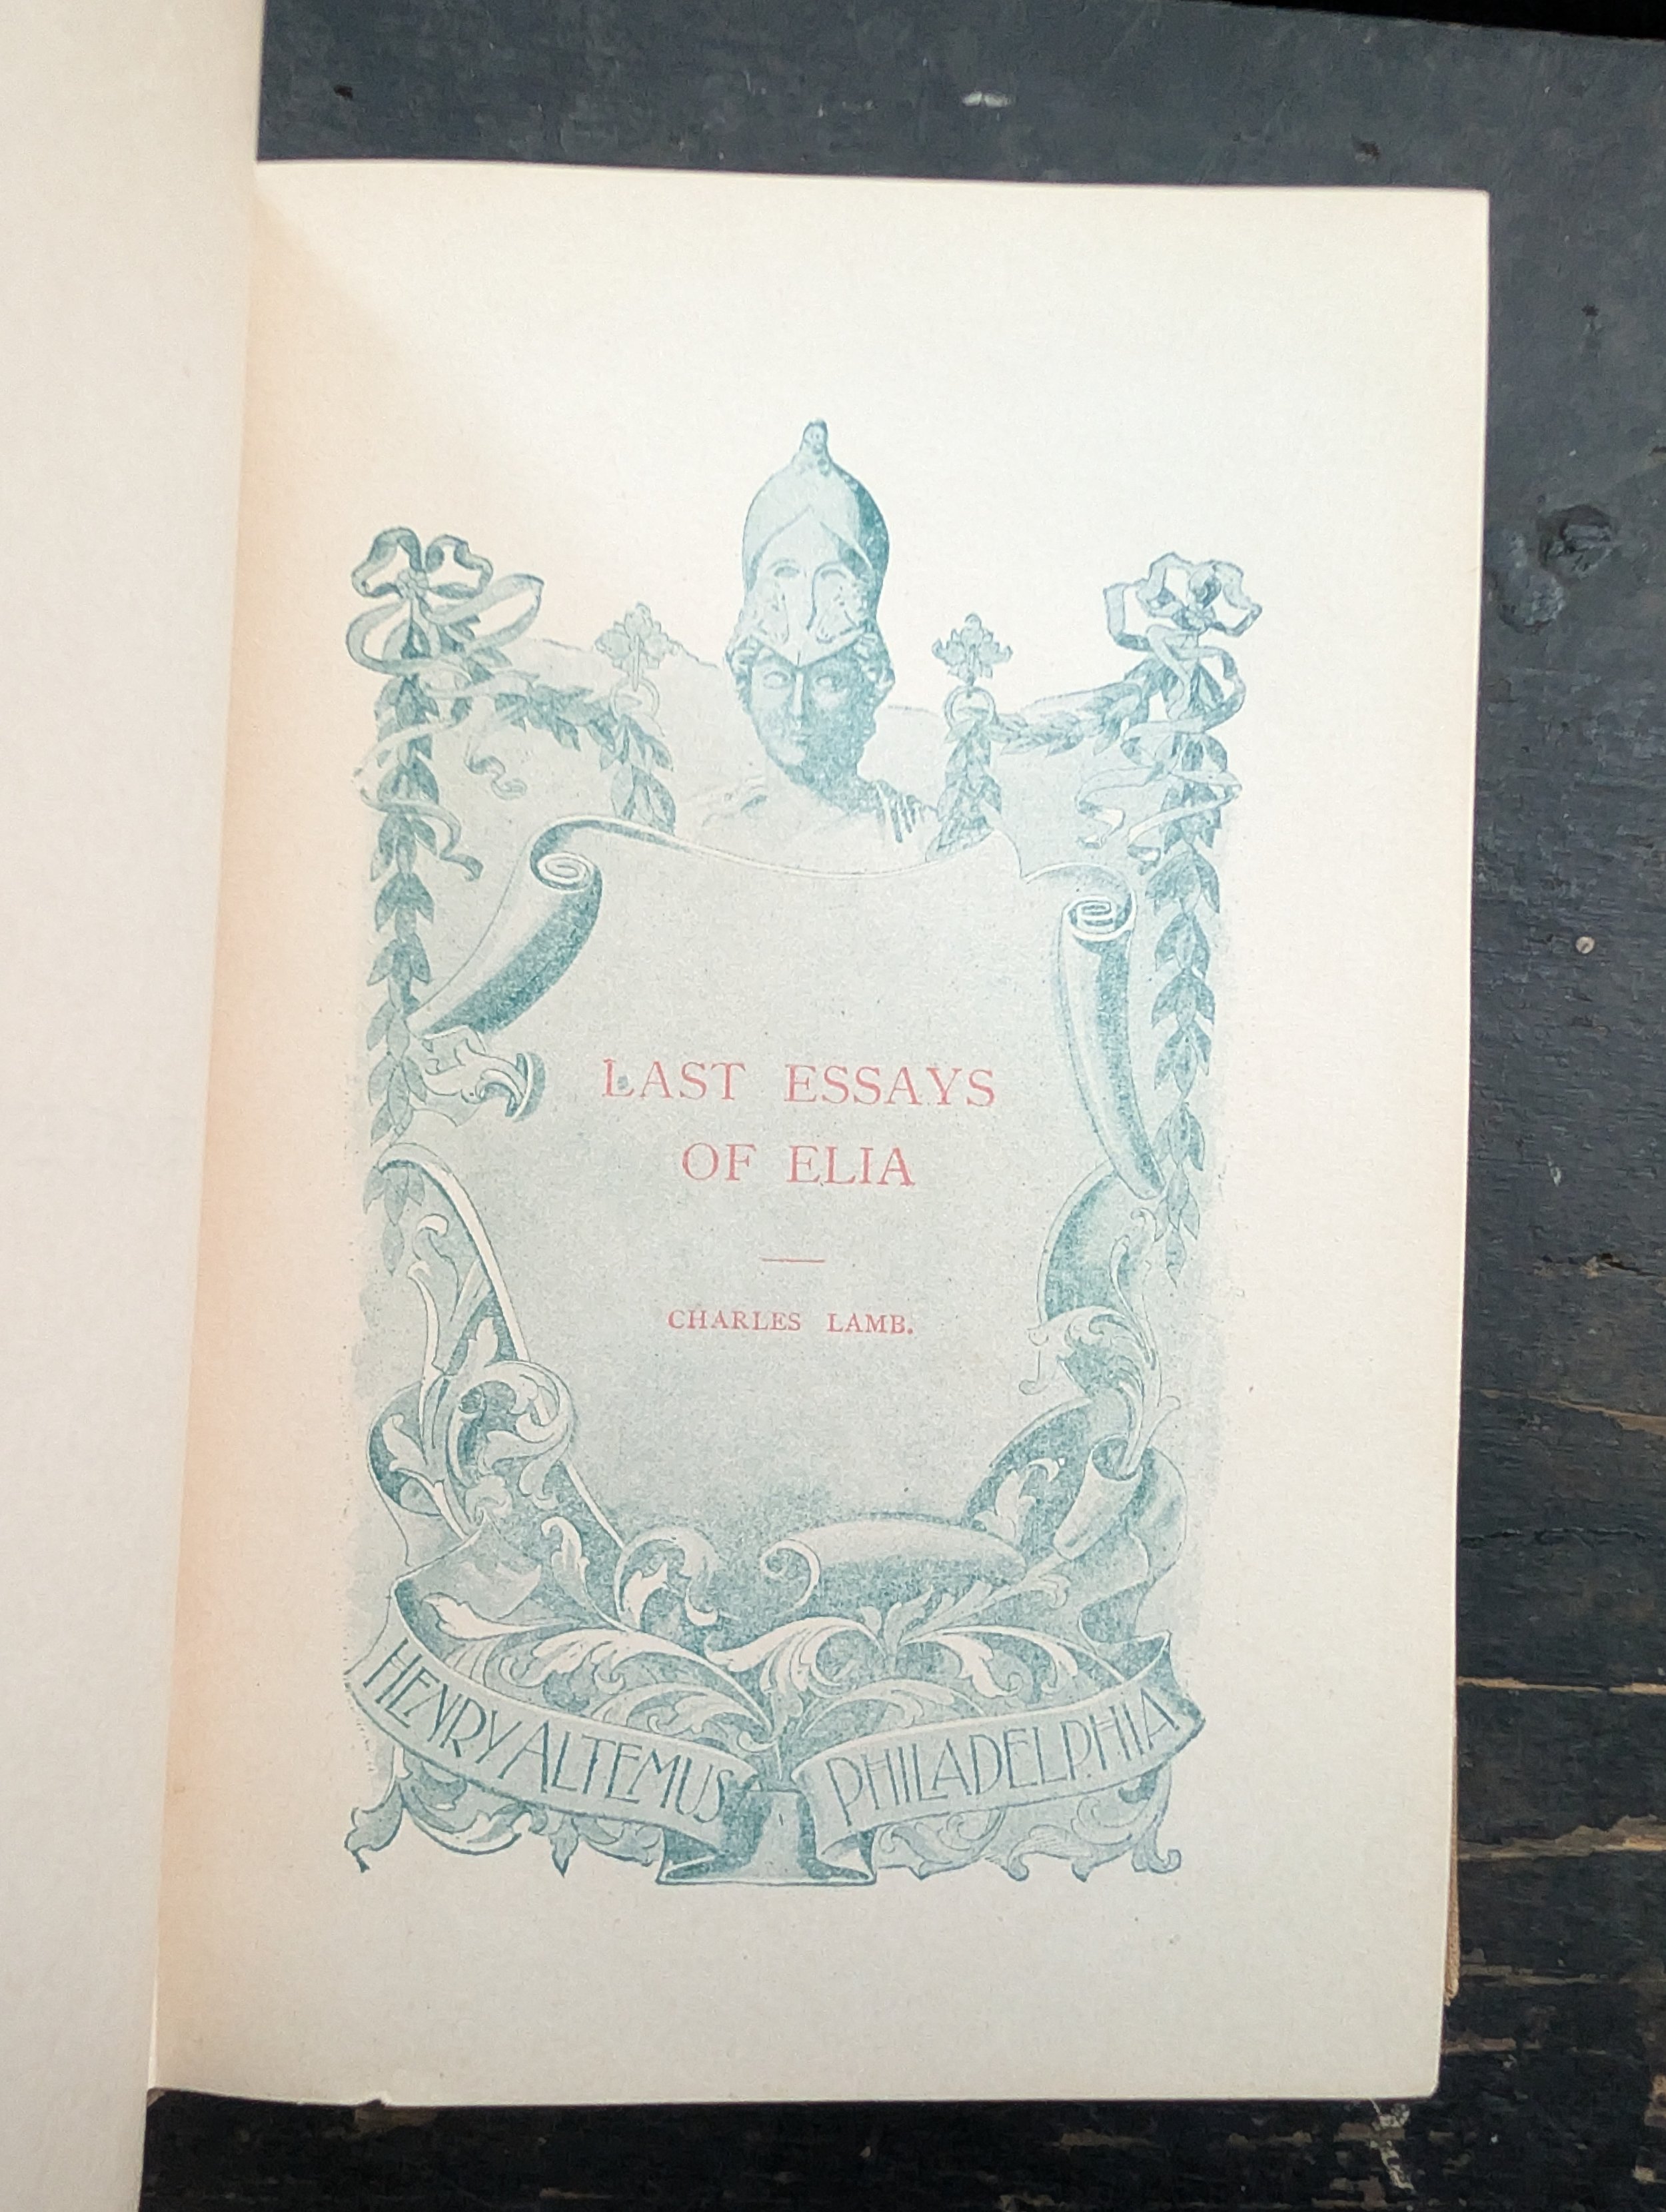 LAST ESSAYS
OF ELIA
CHARLES LAMB.
HENRY ALTEMUS PHILADELPHIA